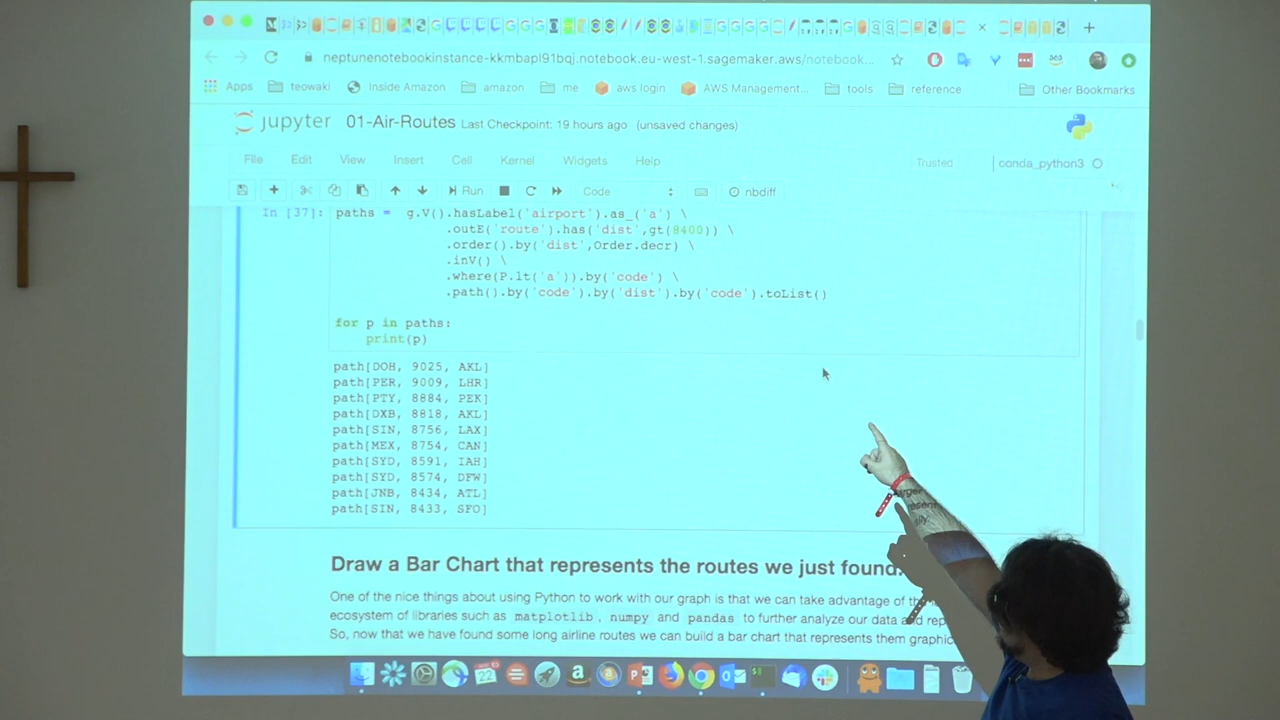 neptunenotebookinstance-kkmbapl91bqj.notebook.eu-west-1.sagemaker.aws/notebook...
Apps teowaki Inside Amazon amazon me aws login AWS Management... tools reference Other Bookmarks
jupyter 01-Air-Routes Last Checkpoint: 19 hours ago (unsaved changes)
File Edit View Insert Cell Kernel Widgets Help Trusted conda_python3
Run Code nbdiff
In [37]: paths = g.V().hasLabel('airport').as_('a') \
.outE('route').has('dist',gt(8400)) \
.order().by('dist',Order.decr) \
.inV() \
.where(P.lt('a')).by('code') \
.path().by('code').by('dist').by('code').toList()
for p in paths:
print(p)
path[DOH, 9025, AKL]
path[PER, 9009, LHR]
path[PTY, 8884, PEK]
path[DXB, 8818, AKL]
path[SIN, 8756, LAX]
path[MEX, 8754, CAN]
path[SYD, 8591, IAH]
path[SYD, 8574, DFW]
path[JNB, 8434, ATL]
path[SIN, 8433, SFO]
Draw a Bar Chart that represents the routes we just found.
One of the nice things about using Python to work with our graph is that we can take advantage of
ecosystem of libraries such as matplotlib, numpy and pandas to further analyze our data and rep
So, now that we have found some long airline routes we can build a bar chart that represents them graphic